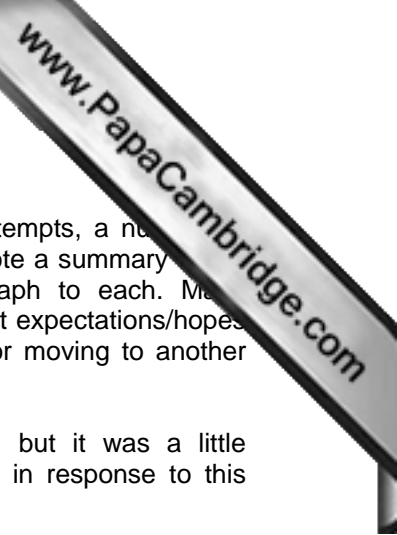 www.PapaCambridge.com
tempts, a
ote a summary
aph to each.
t expectations/hopes
or moving to another
but it was a little
in response to this